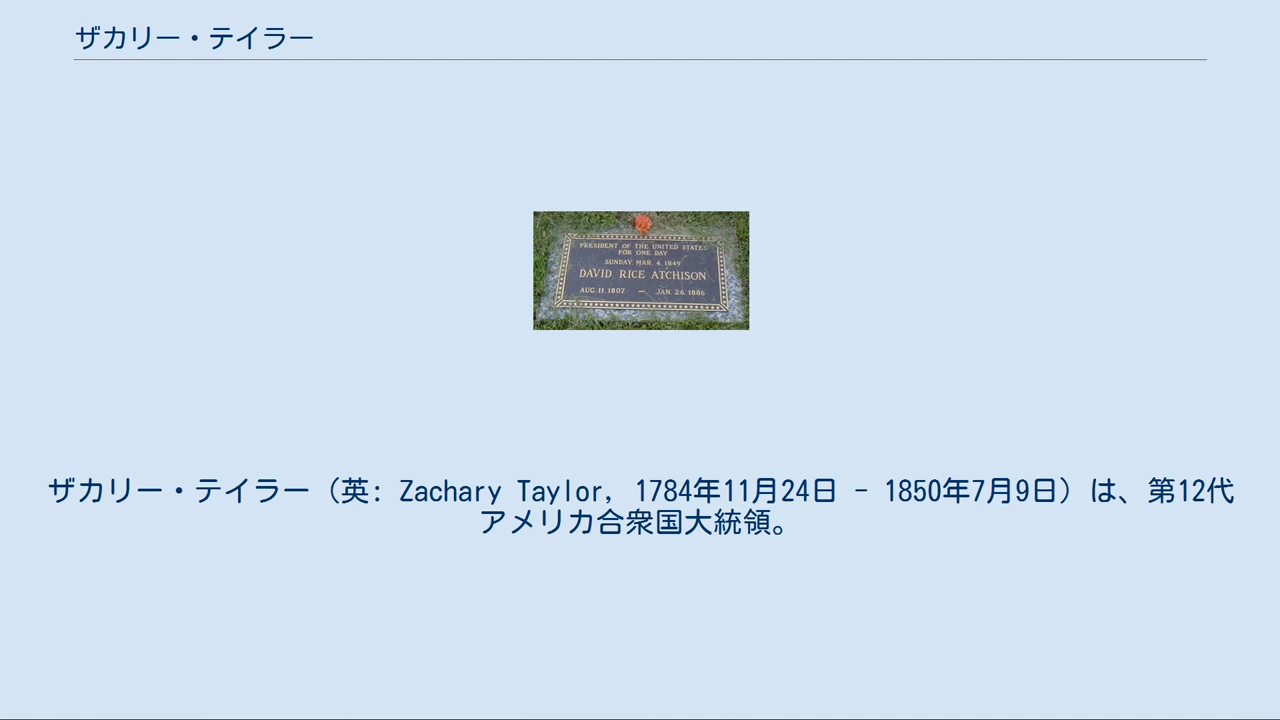 ザカリー・テイラー
PRESIDENT OF THE UNITED STATES
FOR ONE DAY
SUNDAY, MAR. 4, 1849
DAVID RICE ATCHISON
AUG. 11, 1807 — JAN. 26, 1886
ザカリー・テイラー（英: Zachary Taylor, 1784年11月24日 - 1850年7月9日）は、第12代
アメリカ合衆国大統領。